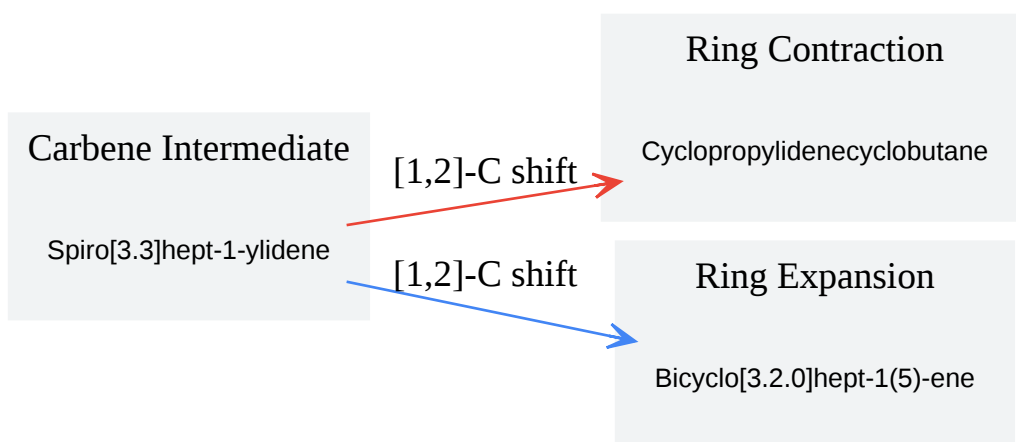 Carbene Intermediate
Spiro[3.3]hept-1-ylidene
[1,2]-C shift
[1,2]-C shift
Ring Contraction
Cyclopropylidenecyclobutane
Ring Expansion
Bicyclo[3.2.0]hept-1(5)-ene